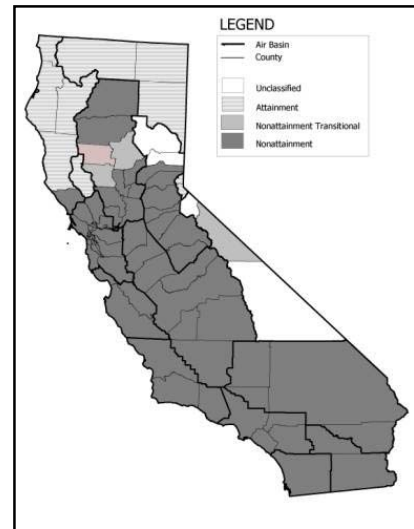 LEGEND
Air Basin
County
Unclassified
Attainment
Nonattainment Transitional
Nonattainment